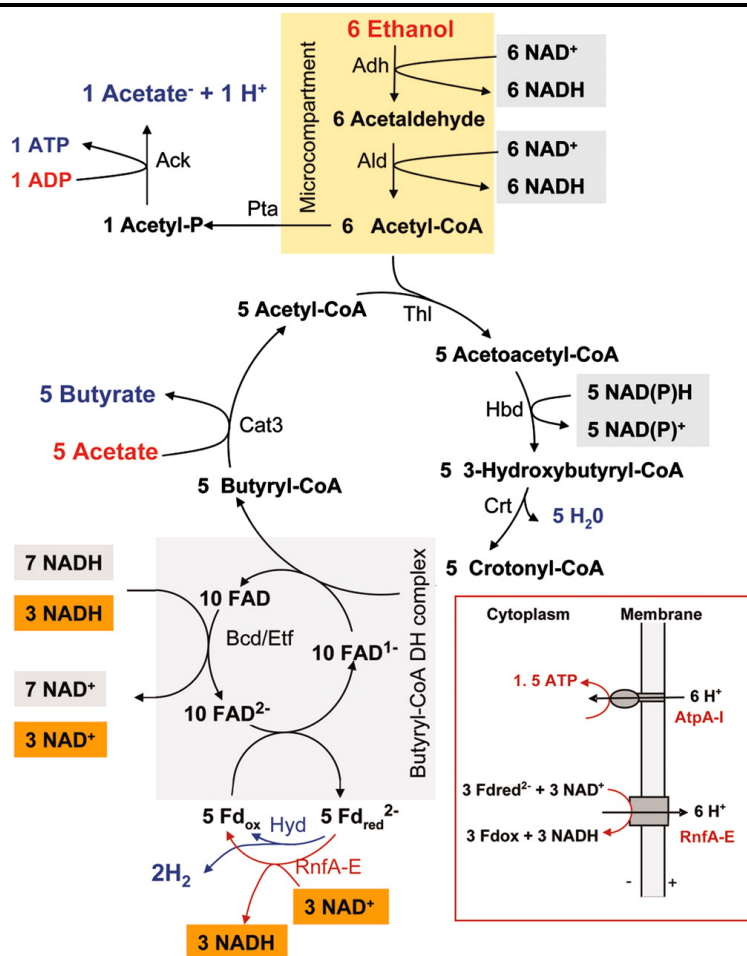 6 Ethanol
Microcompartment
Adh
6 NAD⁺
6 NADH
6 Acetaldehyde
Ald
6 NAD⁺
6 NADH
6 Acetyl-CoA
1 Acetate⁻ + 1 H⁺
1 ATP
1 ADP
Ack
Pta
1 Acetyl-P
5 Acetyl-CoA
Thl
5 Acetoacetyl-CoA
5 Butyrate
5 Acetate
Cat3
Hbd
5 NAD(P)H
5 NAD(P)⁺
5 3-Hydroxybutyryl-CoA
5 Butyryl-CoA
Crt
5 H₂0
5 Crotonyl-CoA
7 NADH
3 NADH
7 NAD⁺
3 NAD⁺
10 FAD
Bcd/Etf
10 FAD¹⁻
10 FAD²⁻
Butyryl-CoA DH complex
5 Fdox
5 Fdred²⁻
Hyd
2H₂
RnfA-E
3 NAD⁺
3 NADH
Cytoplasm Membrane
1. 5 ATP
6 H⁺
AtpA-I
3 Fdred²⁻ + 3 NAD⁺
6 H⁺
3 Fdox + 3 NADH
RnfA-E
- +